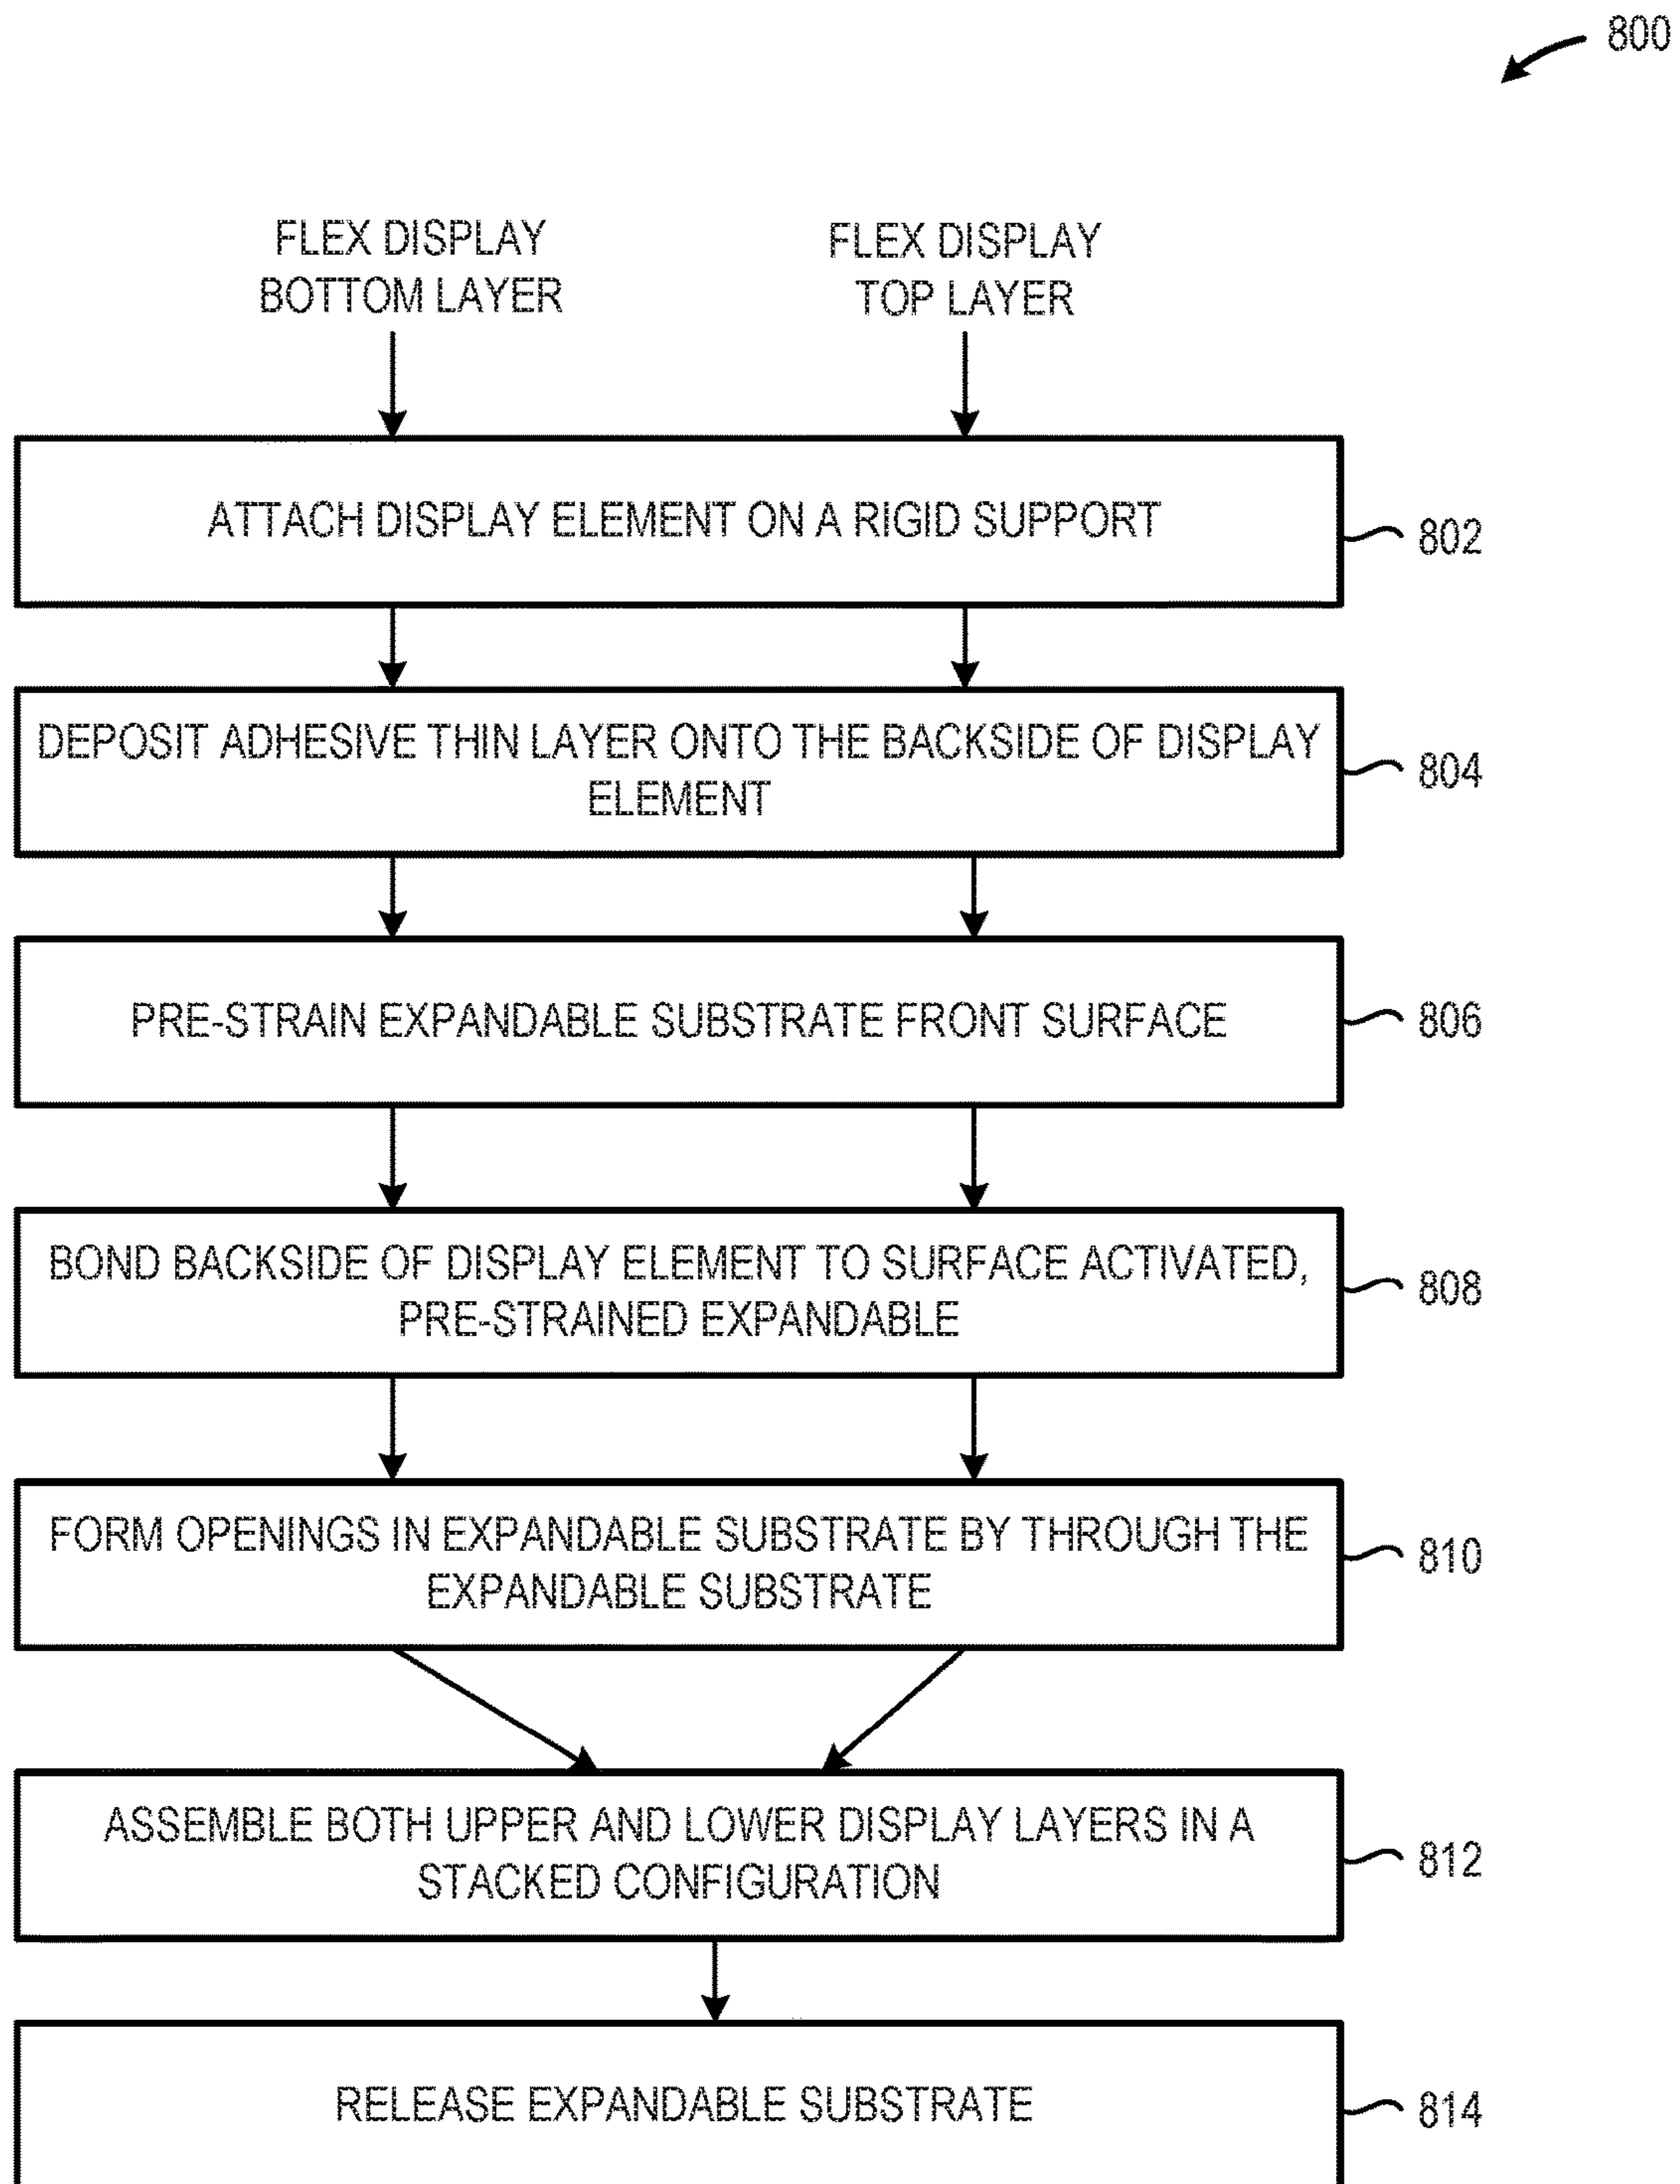 800
FLEX DISPLAY
BOTTOM LAYER
FLEX DISPLAY
TOP LAYER
ATTACH DISPLAY ELEMENT ON A RIGID SUPPORT
802
DEPOSIT ADHESIVE THIN LAYER ONTO THE BACKSIDE OF DISPLAY
ELEMENT
804
PRE-STRAIN EXPANDABLE SUBSTRATE FRONT SURFACE
806
BOND BACKSIDE OF DISPLAY ELEMENT TO SURFACE ACTIVATED,
PRE-STRAINED EXPANDABLE
808
FORM OPENINGS IN EXPANDABLE SUBSTRATE BY THROUGH THE
EXPANDABLE SUBSTRATE
810
ASSEMBLE BOTH UPPER AND LOWER DISPLAY LAYERS IN A
STACKED CONFIGURATION
812
RELEASE EXPANDABLE SUBSTRATE
814